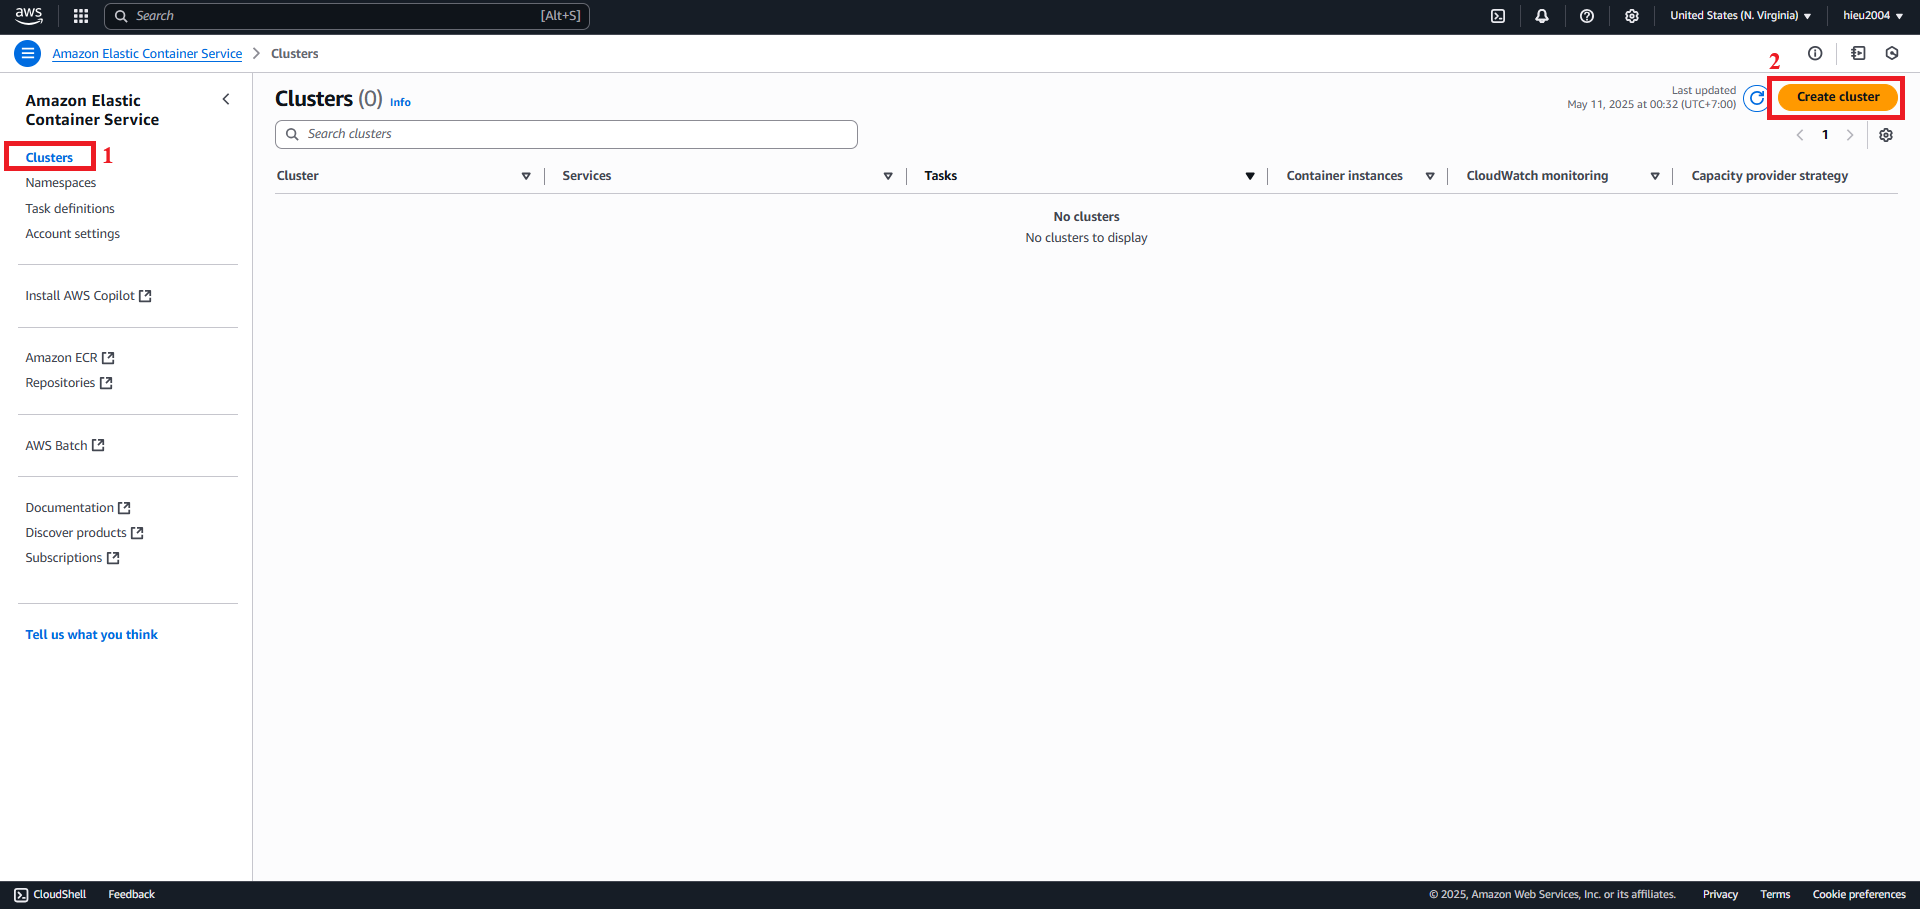 aws
Search [Alt+S]
United States (N. Virginia)
hieu2004
Amazon Elastic Container Service
Clusters
2
Amazon Elastic
Container Service
Clusters
1
Namespaces
Task definitions
Account settings
Install AWS Copilot
Amazon ECR
Repositories
AWS Batch
Documentation
Discover products
Subscriptions
Tell us what you think
Clusters (0) Info
Last updated
May 11, 2025 at 00:32 (UTC+7:00)
Create cluster
Search clusters
1
Cluster Services Tasks Container instances CloudWatch monitoring Capacity provider strategy
No clusters
No clusters to display
CloudShell Feedback
© 2025, Amazon Web Services, Inc. or its affiliates. Privacy Terms Cookie preferences